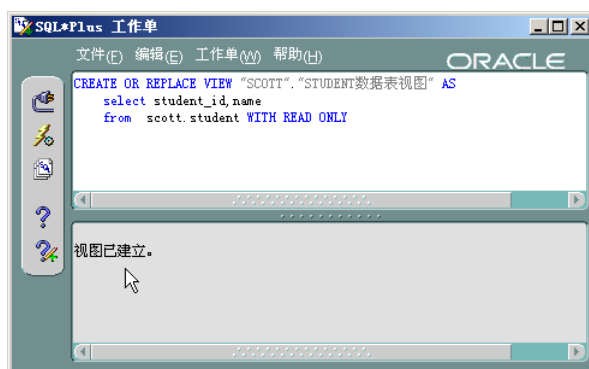 SQL*Plus 工作单
文件(F) 编辑(E) 工作单(W) 帮助(H)
ORACLE
CREATE OR REPLACE VIEW "SCOTT"."STUDENT数据表视图" AS
select student_id,name
from scott.student WITH READ ONLY
视图已建立。